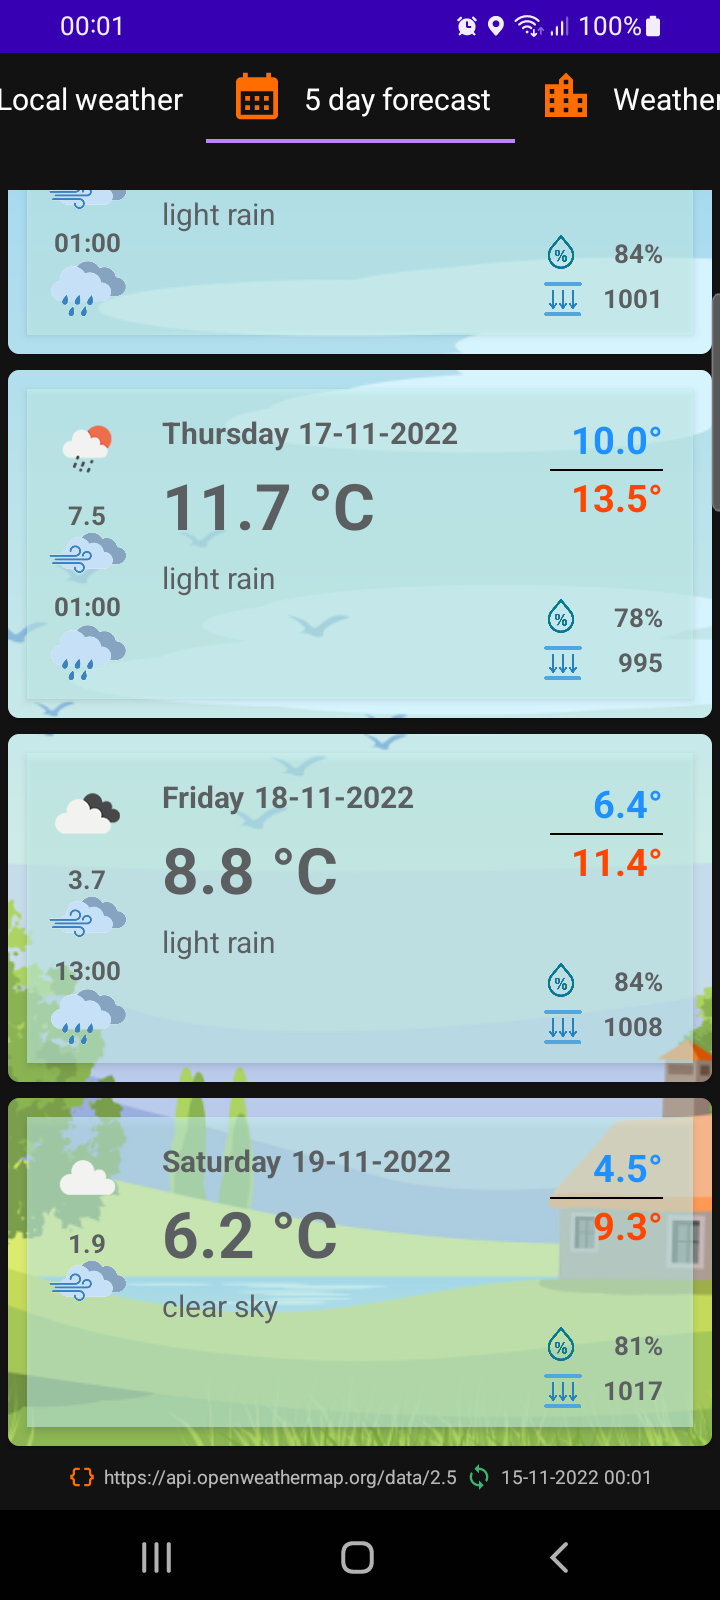 00:01 100%
Local weather 5 day forecast Weather
light rain
01:00
84%
1001
Thursday 17-11-2022
10.0°
11.7 °C
13.5°
7.5
light rain
01:00
78%
995
Friday 18-11-2022
6.4°
8.8 °C
11.4°
3.7
light rain
13:00
84%
1008
Saturday 19-11-2022
4.5°
6.2 °C
9.3°
1.9
clear sky
81%
1017
https://api.openweathermap.org/data/2.5 15-11-2022 00:01